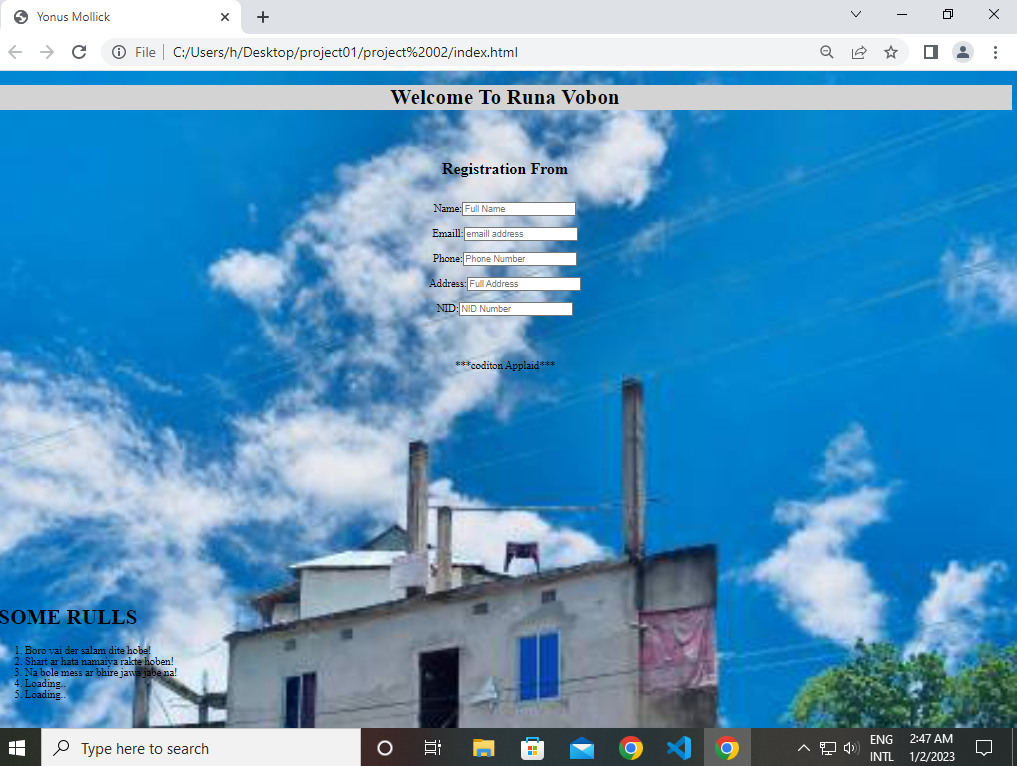 Yonus Mollick
File
C:/Users/h/Desktop/project01/project%2002/index.html
Welcome To Runa Vobon
Registration From
Name: Full Name
Emaill: emaill address
Phone: Phone Number
Address: Full Address
NID: NID Number
***coditon Applaid***
SOME RULLS
1. Boro vai der salam dite hobe!
2. Shart ar hata namaiya rakte hoben!
3. Na bole mess ar bhire jawa jabe na!
4. Loading..
5. Loading..
Type here to search
ENG
INTL
2:47 AM
1/2/2023